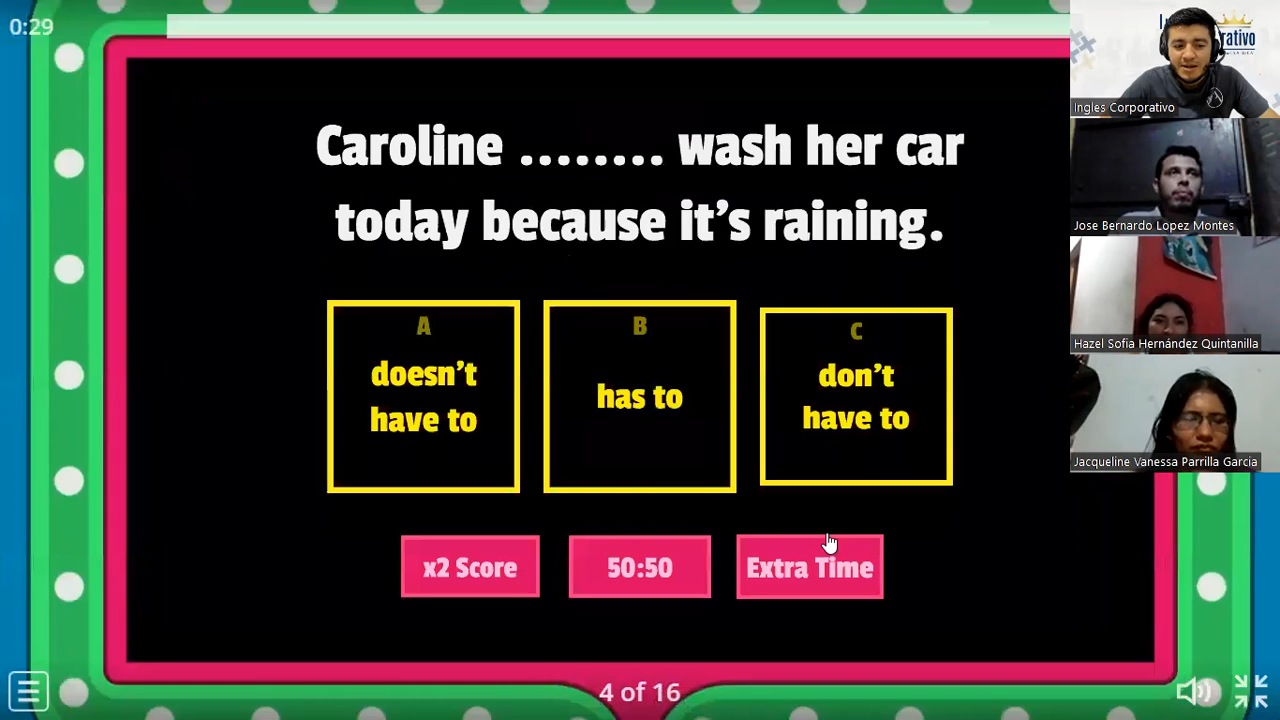 0:29
Caroline ........ wash her car
today because it's raining.
A
doesn't
have to
B
has to
C
don't
have to
x2 Score
50:50
Extra Time
4 of 16
Ingles Corporativo
Jose Bernardo Lopez Montes
Hazel Sofia Hernández Quintanilla
Jacqueline Vanessa Parrilla Garcia